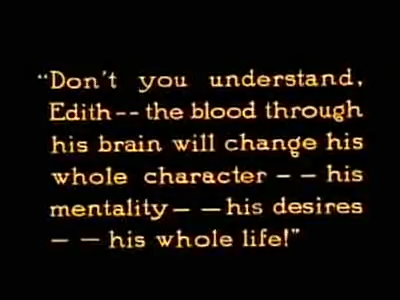 “Don't you understand,
Edith-- the blood through
his brain will change his
whole character -- his
mentality-- --his desires
-- his whole life!”